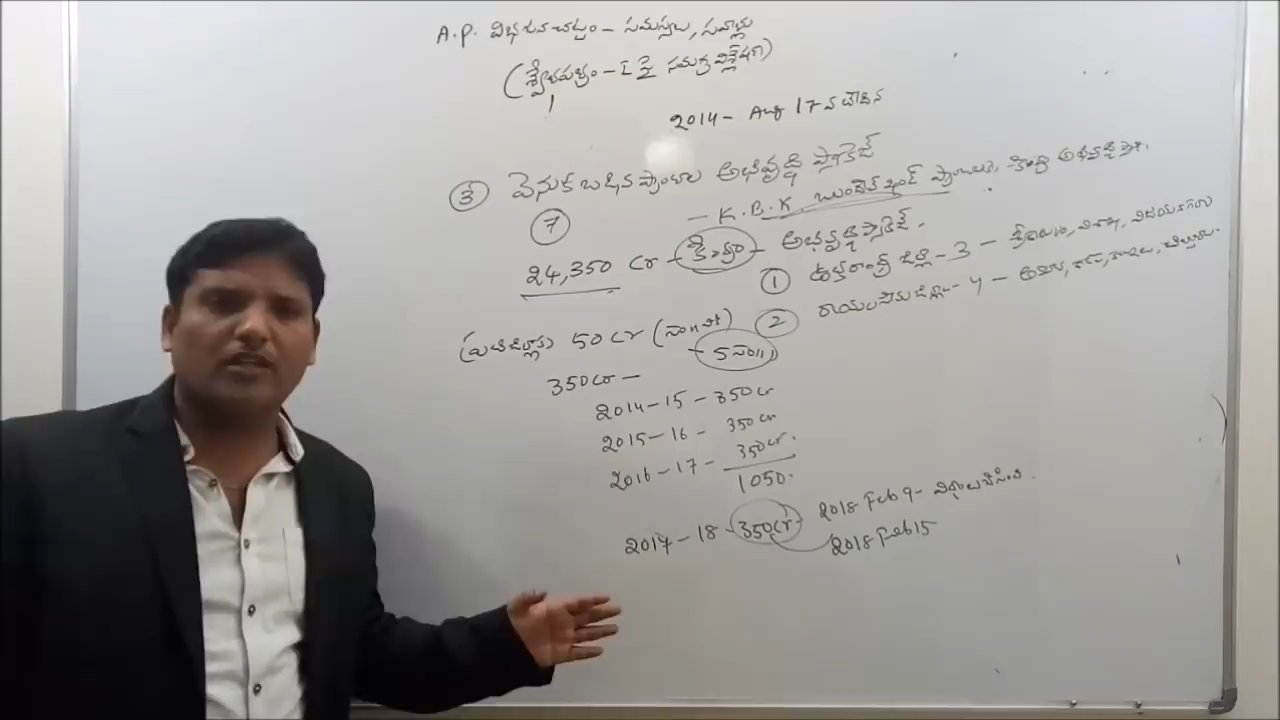 A.P. విభజన చట్టం – సమస్యలు, సవాళ్లు
(శ్వేతపత్రం – I పై సమగ్ర విశ్లేషణ)
2014 – Aug 17 న
③ వెనుకబడిన ప్రాంతాల అభివృద్ధి ప్యాకేజ్
⑦ – K.B.K, బుందేల్ ఖండ్
24,350 Cr – కేంద్రం – అభివృద్ధి ప్యాకేజ్.
① ఉత్తరాంధ్ర జిల్లా – 3 – శ్రీకాకుళం, విశాఖ, విజయనగరం
② రాయలసీమ జిల్లా – 4 –
ప్రతి జిల్లాకు 50 Cr (సం॥నికి)
– 5 సం॥
350 Cr –
2014 – 15 – 350 Cr
2015 – 16 – 350 Cr
2016 – 17 – 350 Cr.
1050.
2017 – 18 – 350 Cr – 2018 Feb 9 – విడుదల చేసింది.
2018 Feb 15